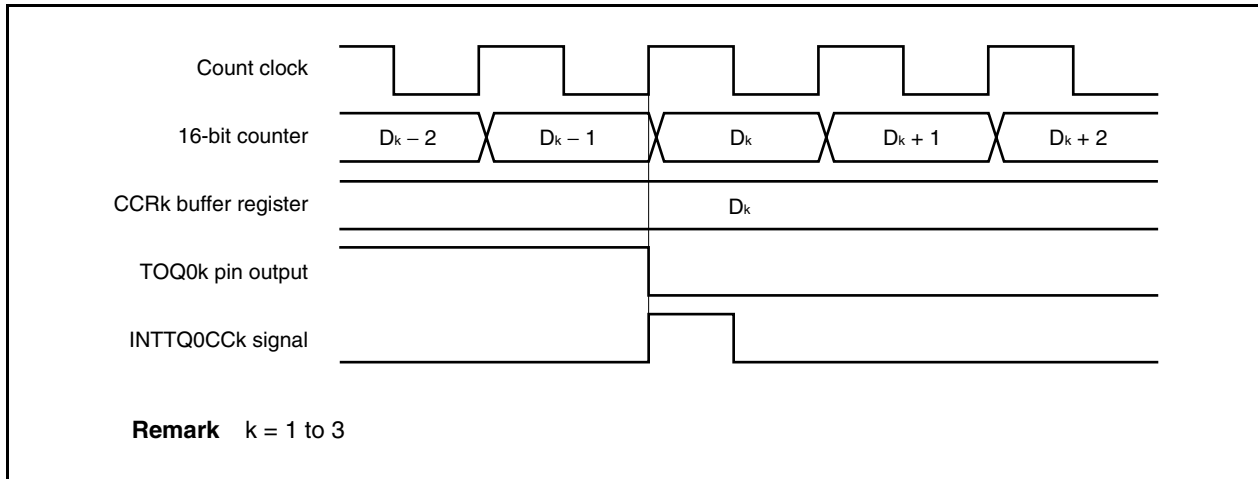 Count clock
16-bit counter
Dk − 2 Dk − 1 Dk Dk + 1 Dk + 2
CCRk buffer register
Dk
TOQ0k pin output
INTTQ0CCk signal
Remark k = 1 to 3